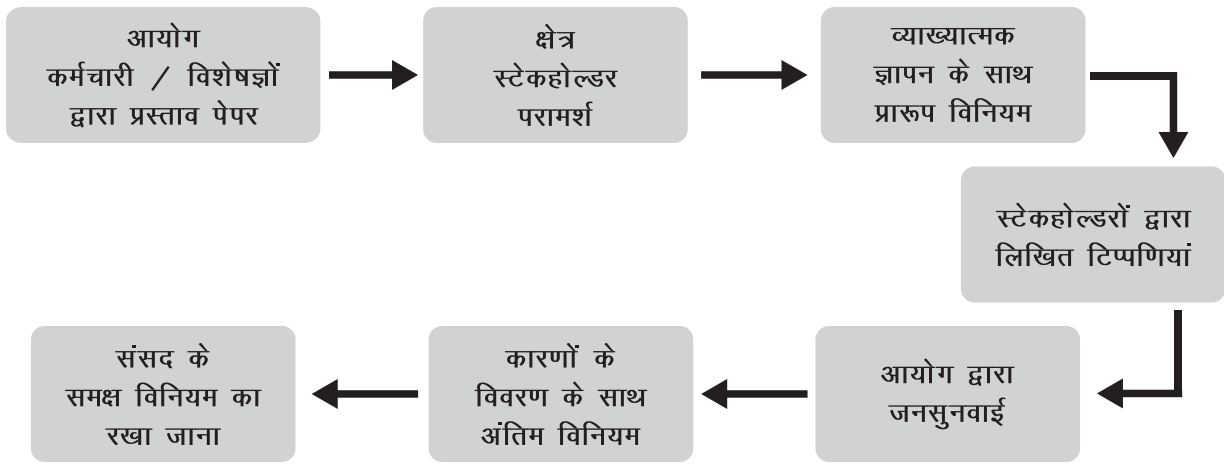 आयोग
कर्मचारी / विशेषज्ञों
द्वारा प्रस्ताव पेपर
क्षेत्र
स्टेकहोल्डर
परामर्श
व्याख्यात्मक
ज्ञापन के साथ
प्रारूप विनियम
स्टेकहोल्डरों द्वारा
लिखित टिप्पणियां
आयोग द्वारा
जनसुनवाई
कारणों के
विवरण के साथ
अंतिम विनियम
संसद के
समक्ष विनियम का
रखा जाना